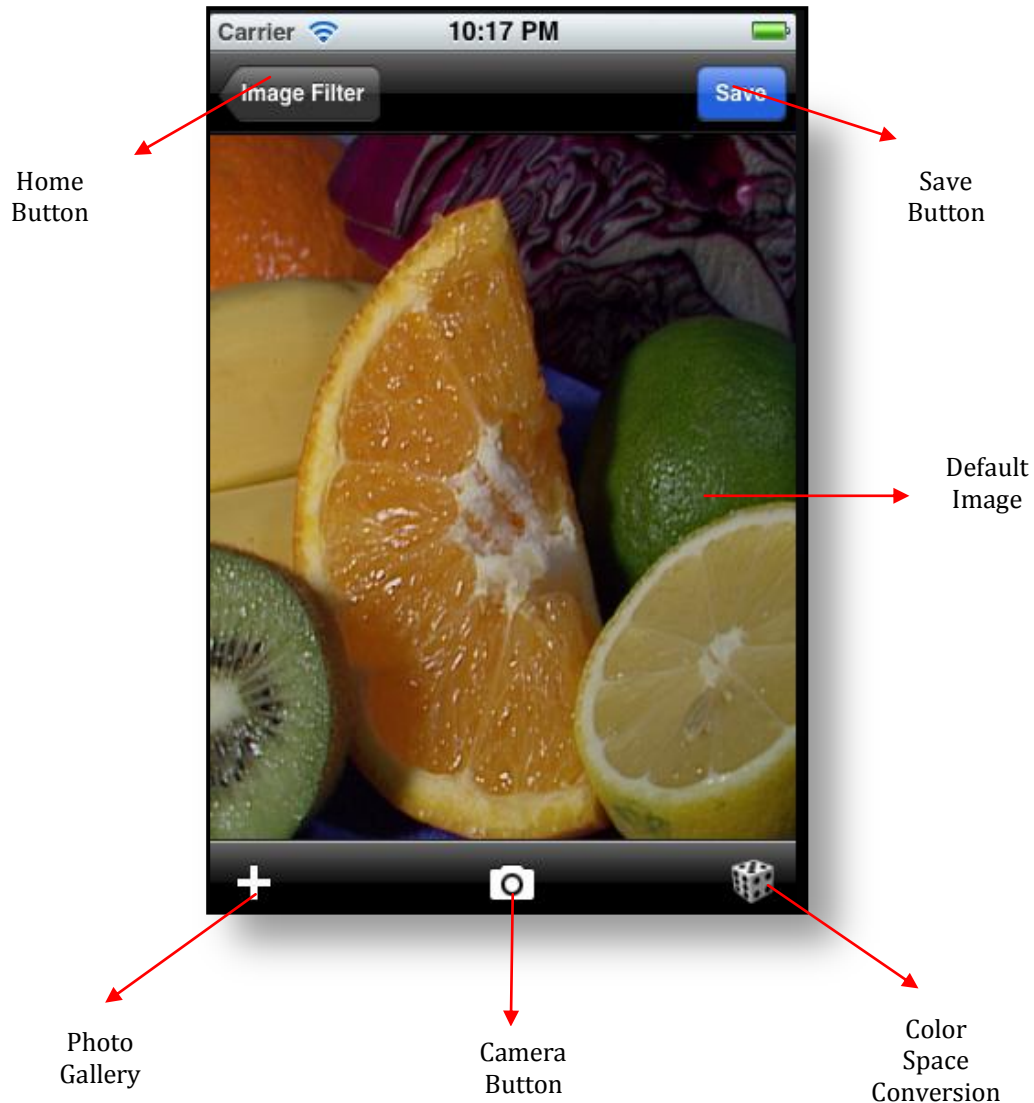 Carrier 10:17 PM
Image Filter Save
Home
Button
Save
Button
Default
Image
Photo
Gallery
Camera
Button
Color
Space
Conversion